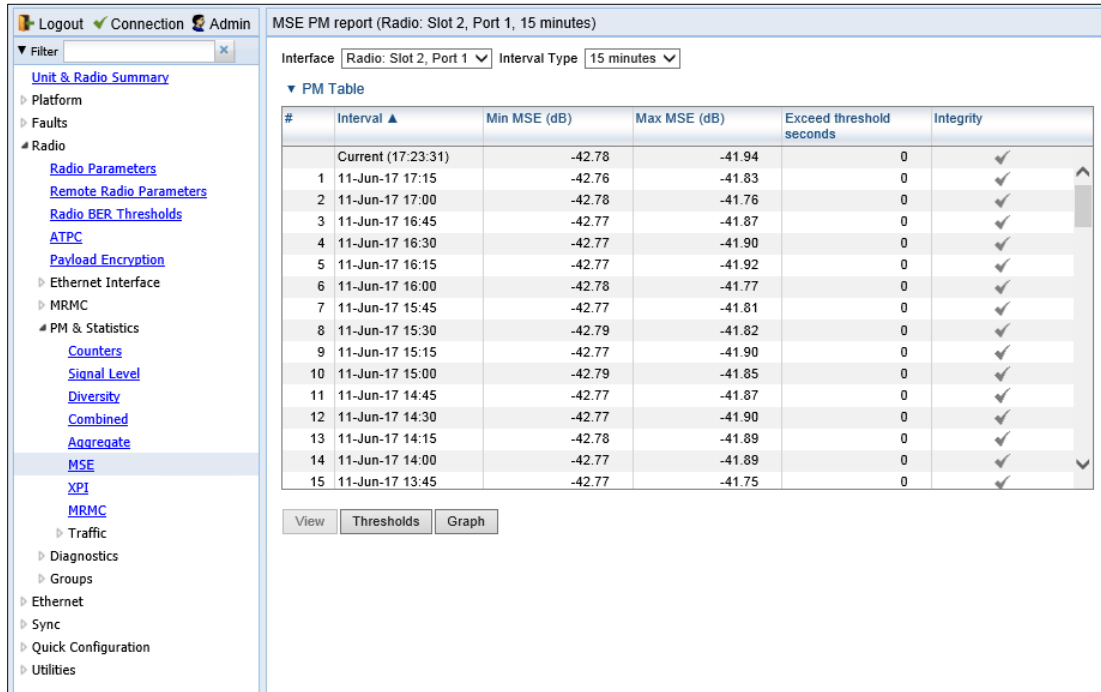 Logout Connection Admin
Filter
Unit & Radio Summary
Platform
Faults
Radio
Radio Parameters
Remote Radio Parameters
Radio BER Thresholds
ATPC
Payload Encryption
Ethernet Interface
MRMC
PM & Statistics
Counters
Signal Level
Diversity
Combined
Aggregate
MSE
XPI
MRMC
Traffic
Diagnostics
Groups
Ethernet
Sync
Quick Configuration
Utilities
MSE PM report (Radio: Slot 2, Port 1, 15 minutes)
Interface Radio: Slot 2, Port 1 Interval Type 15 minutes
▼ PM Table
# Interval ▲ Min MSE (dB) Max MSE (dB) Exceed threshold seconds Integrity
Current (17:23:31) -42.78 -41.94 0 ✔
1 11-Jun-17 17:15 -42.76 -41.83 0 ✔
2 11-Jun-17 17:00 -42.78 -41.76 0 ✔
3 11-Jun-17 16:45 -42.77 -41.87 0 ✔
4 11-Jun-17 16:30 -42.77 -41.90 0 ✔
5 11-Jun-17 16:15 -42.77 -41.92 0 ✔
6 11-Jun-17 16:00 -42.78 -41.77 0 ✔
7 11-Jun-17 15:45 -42.77 -41.81 0 ✔
8 11-Jun-17 15:30 -42.79 -41.82 0 ✔
9 11-Jun-17 15:15 -42.77 -41.90 0 ✔
10 11-Jun-17 15:00 -42.79 -41.85 0 ✔
11 11-Jun-17 14:45 -42.77 -41.87 0 ✔
12 11-Jun-17 14:30 -42.77 -41.90 0 ✔
13 11-Jun-17 14:15 -42.78 -41.89 0 ✔
14 11-Jun-17 14:00 -42.77 -41.89 0 ✔
15 11-Jun-17 13:45 -42.77 -41.75 0 ✔
View Thresholds Graph